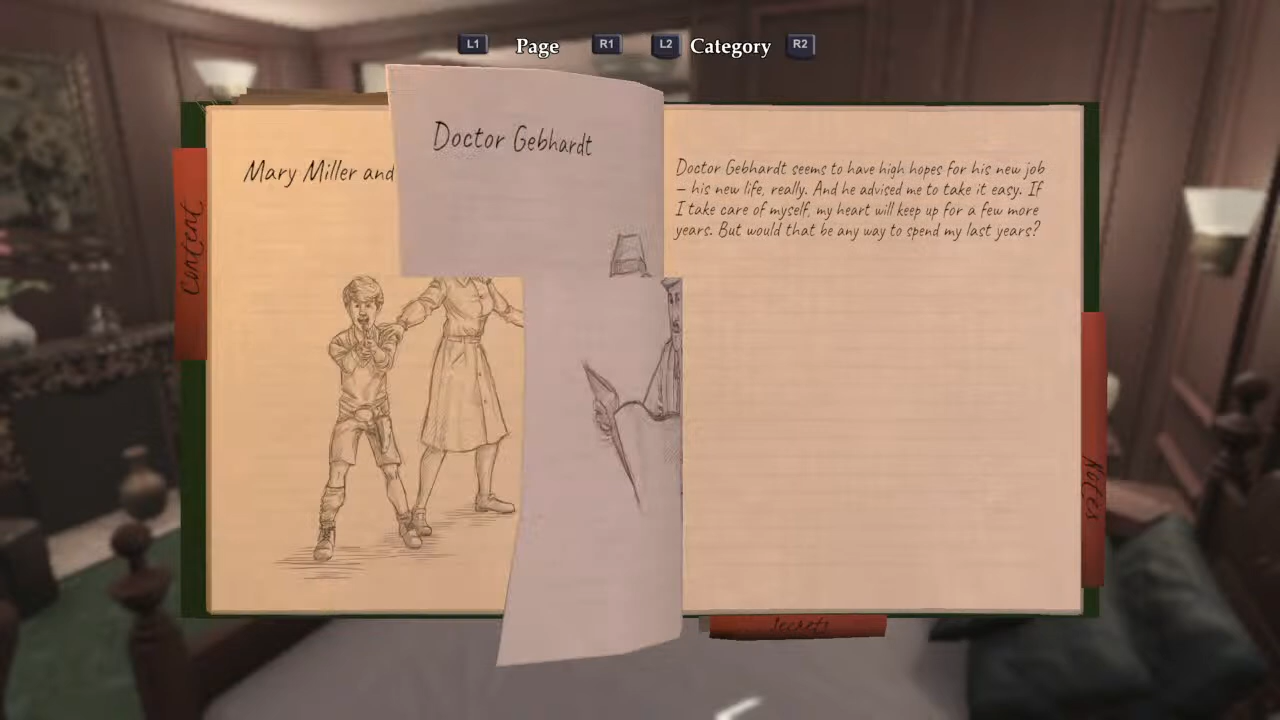 L1 Page R1 L2 Category R2
Doctor Gebhardt
Mary Miller and
Doctor Gebhardt seems to have high hopes for his new job
– his new life, really. And he advised me to take it easy. If
I take care of myself, my heart will keep up for a few more
years. But would that be any way to spend my last years?
Content
Notes
Secrets